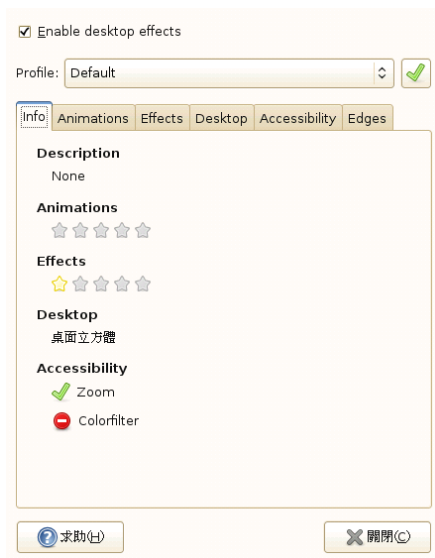 Enable desktop effects
Profile: Default
Info Animations Effects Desktop Accessibility Edges
Description
None
Animations
Effects
Desktop
桌面立方體
Accessibility
Zoom
Colorfilter
求助(H) 關閉(C)